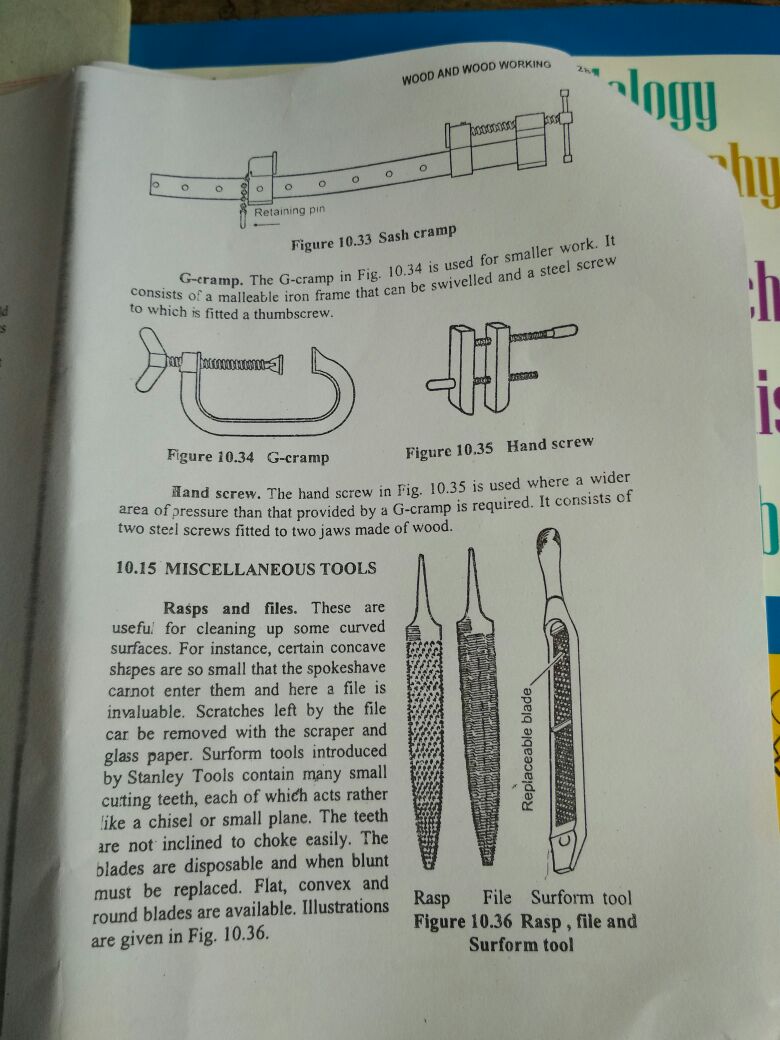 WOOD AND WOOD WORKING
Retaining pin
Figure 10.33 Sash cramp
G-cramp. The G-cramp in Fig. 10.34 is used for smaller work. It
consists of a malleable iron frame that can be swivelled and a steel screw
to which is fitted a thumbscrew.
Figure 10.34 G-cramp
Figure 10.35 Hand screw
Hand screw. The hand screw in Fig. 10.35 is used where a wider
area of pressure than that provided by a G-cramp is required. It consists of
two steel screws fitted to two jaws made of wood.
10.15 MISCELLANEOUS TOOLS
Rasps and files. These are
useful for cleaning up some curved
surfaces. For instance, certain concave
shapes are so small that the spokeshave
cannot enter them and here a file is
invaluable. Scratches left by the file
car be removed with the scraper and
glass paper. Surform tools introduced
by Stanley Tools contain many small
cutting teeth, each of which acts rather
like a chisel or small plane. The teeth
are not inclined to choke easily. The
blades are disposable and when blunt
must be replaced. Flat, convex and
round blades are available. Illustrations
are given in Fig. 10.36.
Replaceable blade
Rasp File Surform tool
Figure 10.36 Rasp , file and
Surform tool